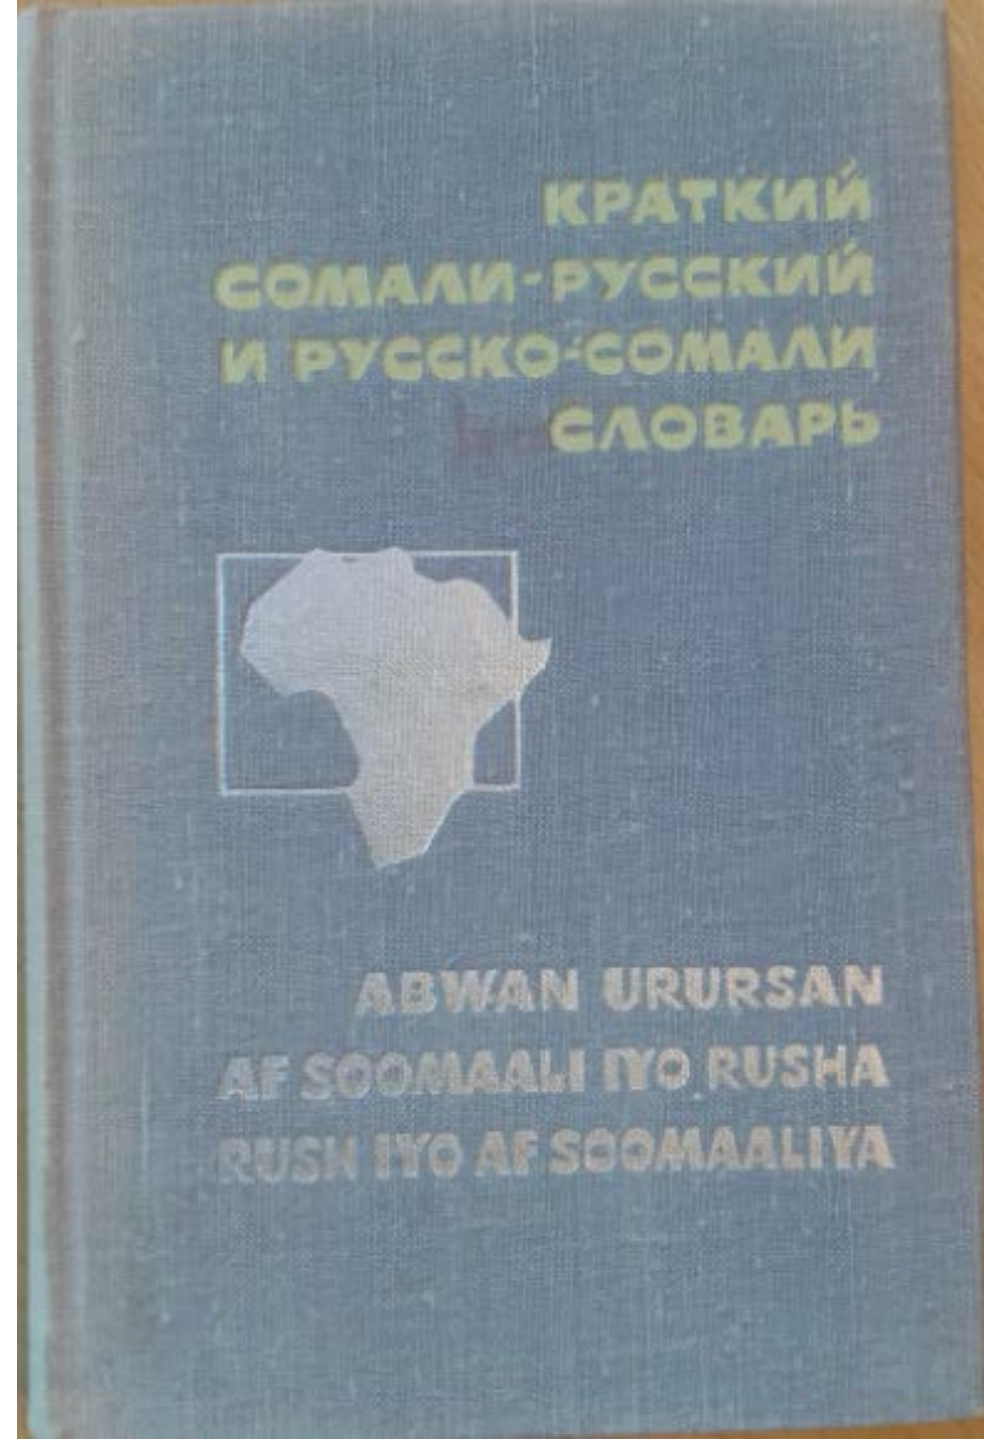 КРАТКИЙ
СОМАЛИ-РУССКИЙ
И РУССКО-СОМАЛИ
СЛОВАРЬ
ABWAN URURSAN
AF SOOMAALI IYO RUSHA
RUSH IYO AF SOOMAALIYA